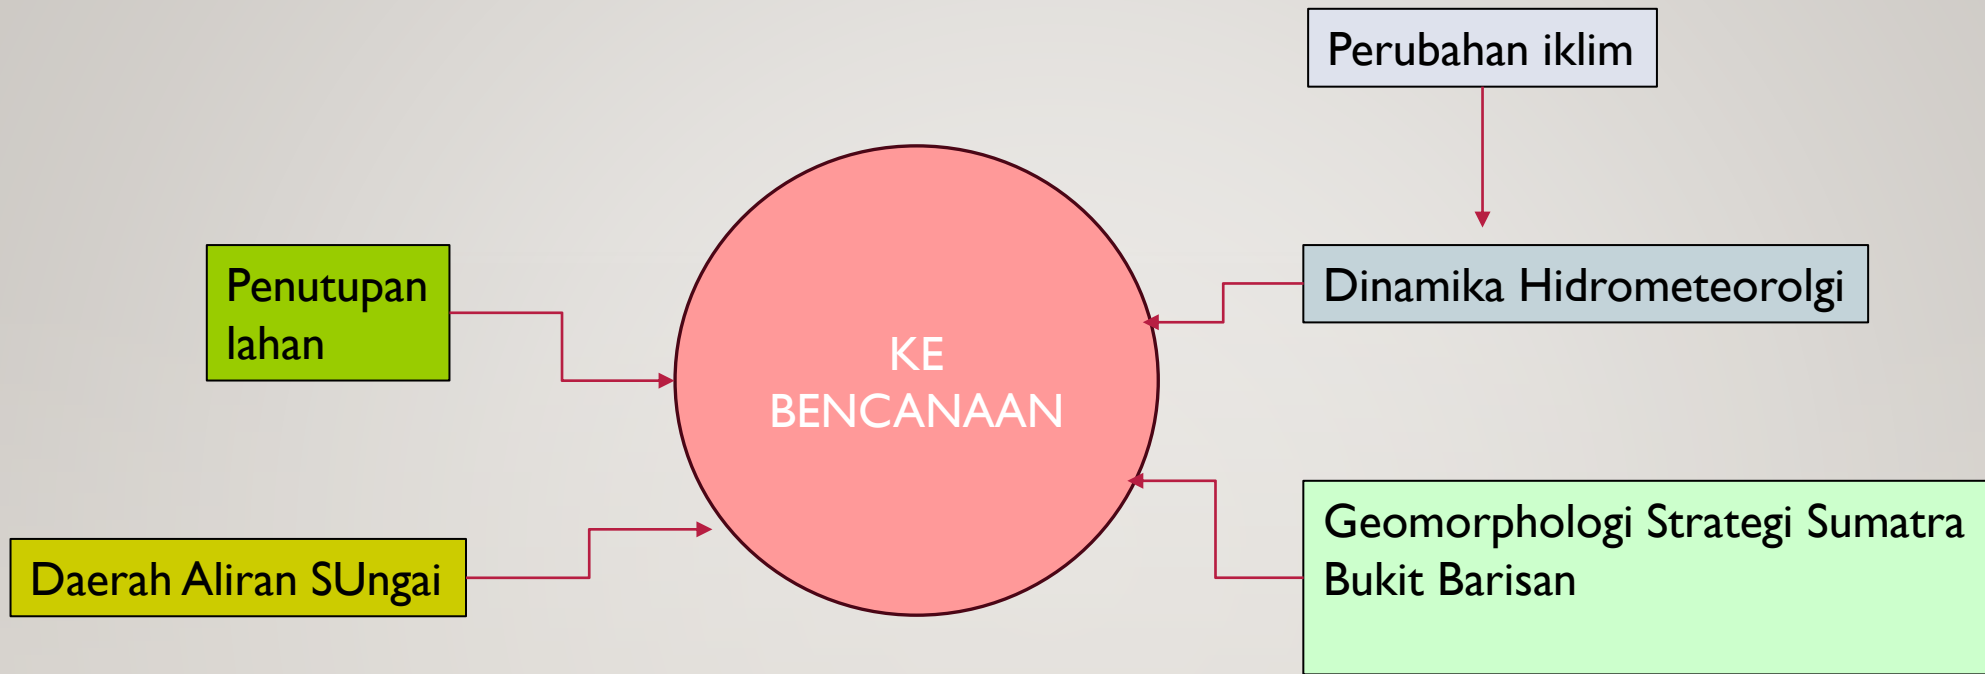 Perubahan iklim
Penutupan
lahan
Dinamika Hidrometeorolgi
KE
BENCANAAN
Geomorphologi Strategi Sumatra
Bukit Barisan
Daerah Aliran SUngai